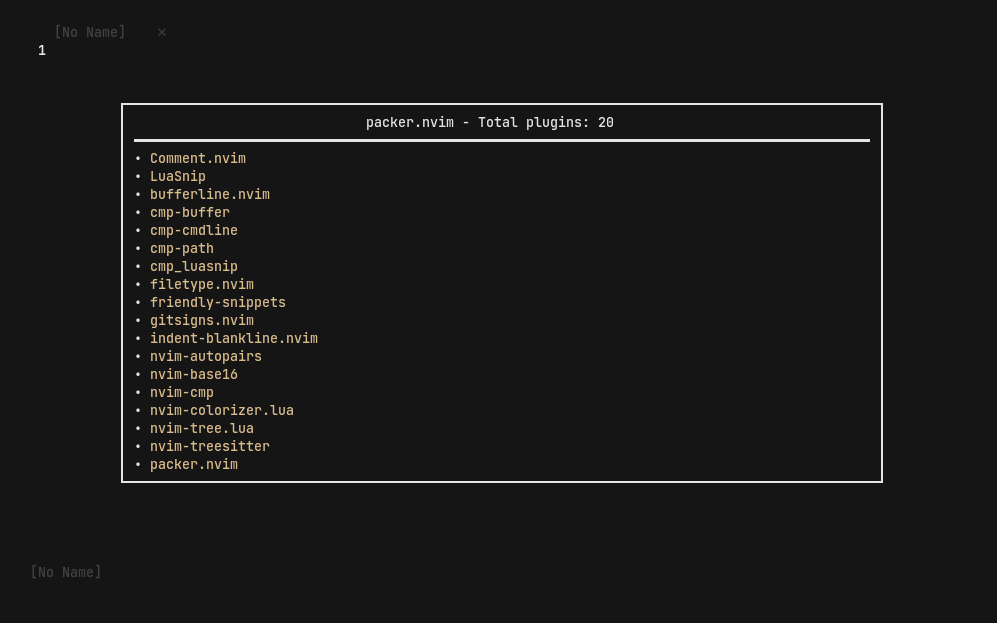 [No Name] ×
1
packer.nvim - Total plugins: 20
• Comment.nvim
• LuaSnip
• bufferline.nvim
• cmp-buffer
• cmp-cmdline
• cmp-path
• cmp_luasnip
• filetype.nvim
• friendly-snippets
• gitsigns.nvim
• indent-blankline.nvim
• nvim-autopairs
• nvim-base16
• nvim-cmp
• nvim-colorizer.lua
• nvim-tree.lua
• nvim-treesitter
• packer.nvim
[No Name]